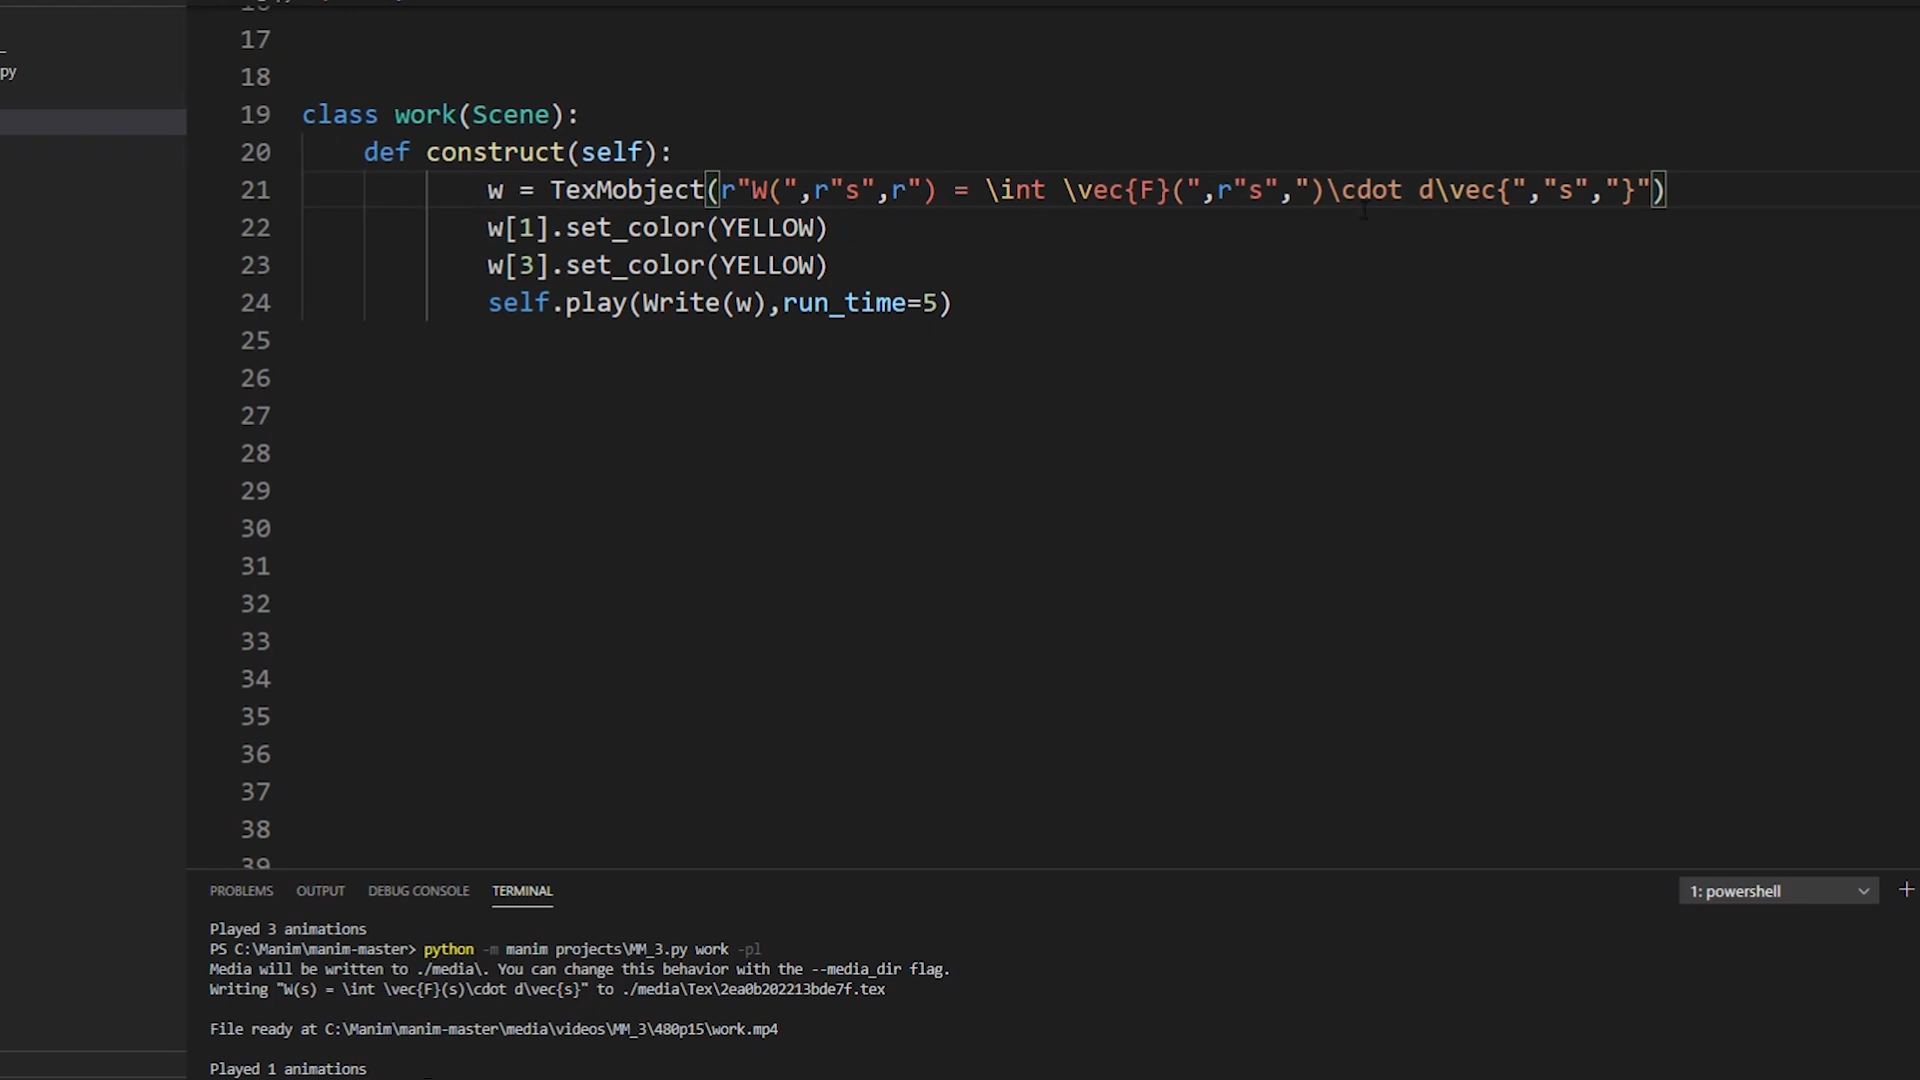 py
17
18
19 class work(Scene):
20 def construct(self):
21 w = TexMobject(r"W(",r"s",r") = \int \vec{F}(",r"s",")\cdot d\vec{","s","}")
22 w[1].set_color(YELLOW)
23 w[3].set_color(YELLOW)
24 self.play(Write(w),run_time=5)
25
26
27
28
29
30
31
32
33
34
35
36
37
38
39
PROBLEMS OUTPUT DEBUG CONSOLE TERMINAL 1: powershell
Played 3 animations
PS C:\Manim\manim-master> python -m manim projects\MM_3.py work -pl
Media will be written to ./media\. You can change this behavior with the --media_dir flag.
Writing "W(s) = \int \vec{F}(s)\cdot d\vec{s}" to ./media\Tex\2ea0b202213bde7f.tex
File ready at C:\Manim\manim-master\media\videos\MM_3\480p15\work.mp4
Played 1 animations